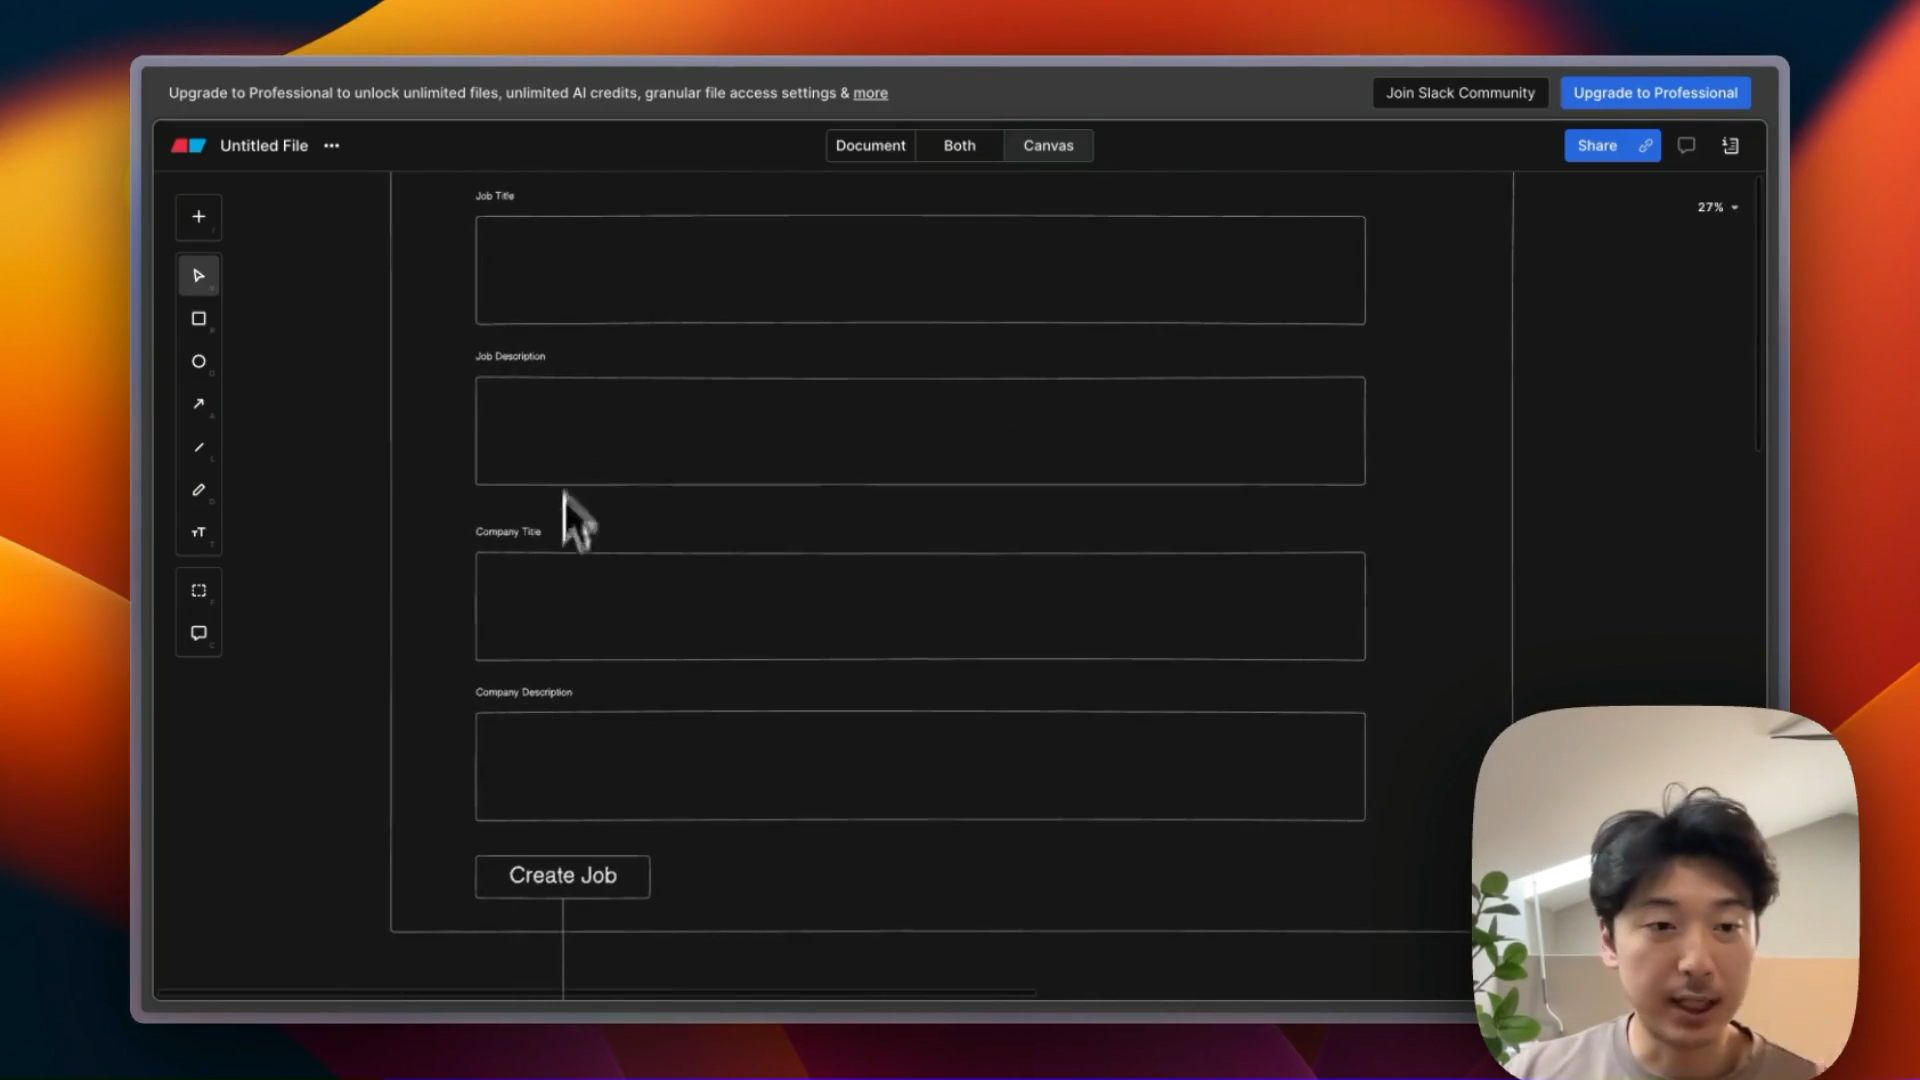 Upgrade to Professional to unlock unlimited files, unlimited AI credits, granular file access settings & more
Join Slack Community
Upgrade to Professional
Untitled File
Document
Both
Canvas
Share
27%
Job Title
Job Description
Company Title
Company Description
Create Job